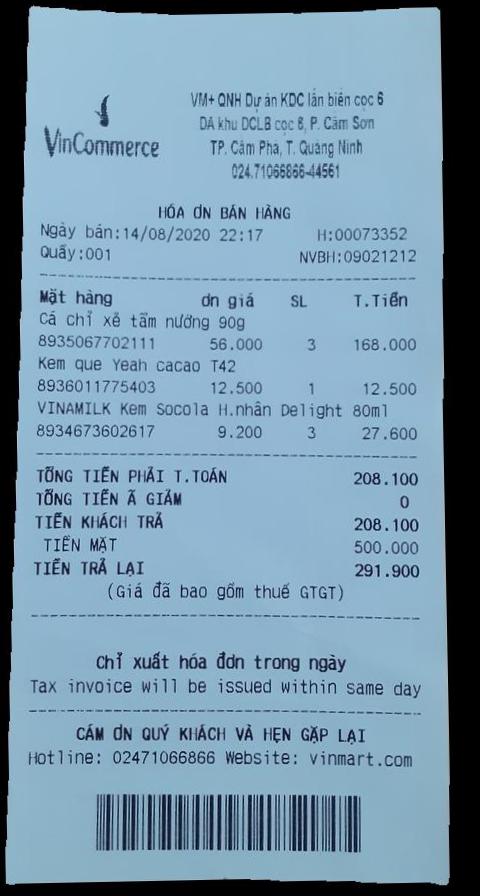 VinCommerce
VM+ QNH Dự án KDC lấn biển cọc 6
DA khu DCLB cọc 6, P. Cẩm Sơn
TP. Cẩm Phả, T. Quảng Ninh
024.71066866-44561
HÓA ƠN BÁN HÀNG
Ngày bán:14/08/2020 22:17 H:00073352
Quầy:001 NVBH:09021212
Mặt hàng ơn giá SL T.Tiền
Cá chỉ xẻ tẩm nướng 90g
8935067702111 56.000 3 168.000
Kem que Yeah cacao T42
8936011775403 12.500 1 12.500
VINAMILK Kem Socola H.nhân Delight 80ml
8934673602617 9.200 3 27.600
TỔNG TIỀN PHẢI T.TOÁN 208.100
TỔNG TIỀN Ã GIẢM 0
TIỀN KHÁCH TRẢ 208.100
TIỀN MẶT 500.000
TIỀN TRẢ LẠI 291.900
(Giá đã bao gồm thuế GTGT)
Chỉ xuất hóa đơn trong ngày
Tax invoice will be issued within same day
CẢM ƠN QUÝ KHÁCH VÀ HẸN GẶP LẠI
Hotline: 02471066866 Website: vinmart.com